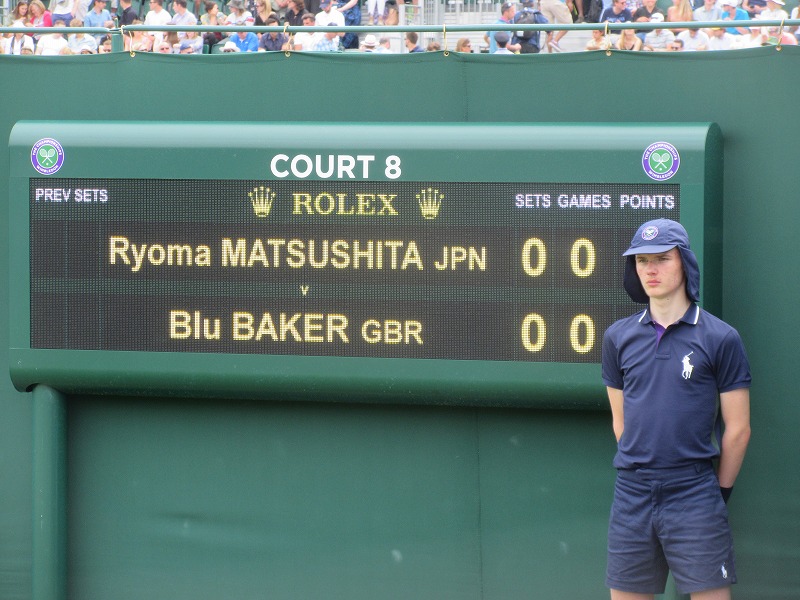 COURT 8
PREV SETS
ROLEX
SETS GAMES POINTS
Ryoma MATSUSHITA JPN 0 0
v
Blu BAKER GBR 0 0